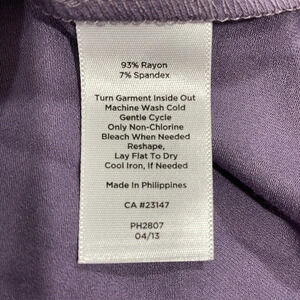 93% Rayon
7% Spandex
Turn Garment Inside Out
Machine Wash Cold
Gentle Cycle
Only Non-Chlorine
Bleach When Needed
Reshape,
Lay Flat To Dry
Cool Iron, If Needed
Made In Philippines
CA #23147
PH2807
04/13